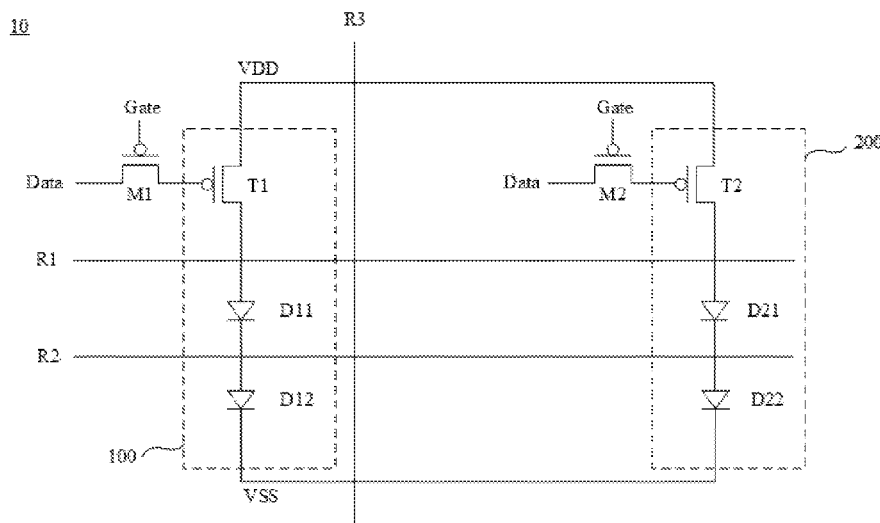 10
R3
VDD
Gate
Gate
200
Data
M1
T1
Data
M2
T2
R1
D11
D21
R2
D12
D22
100
VSS